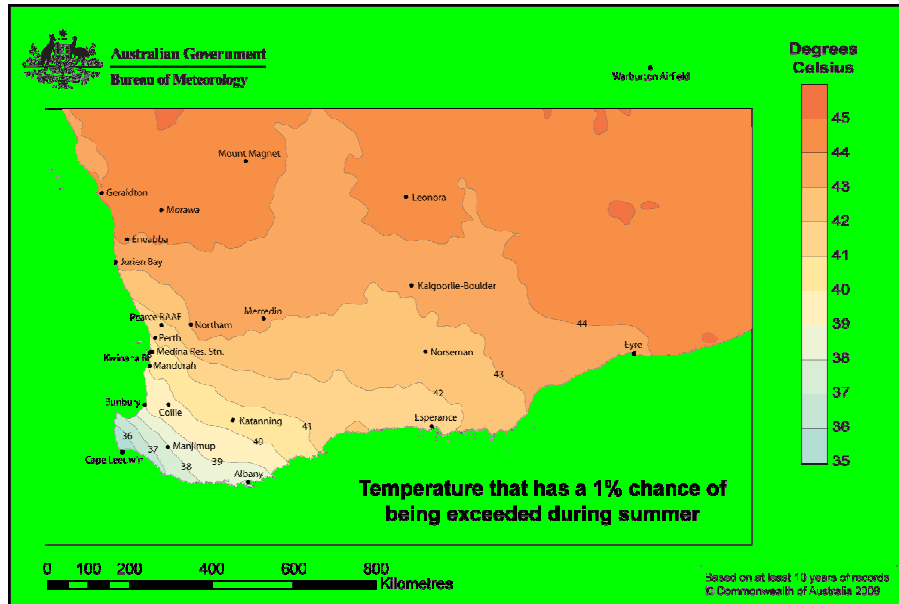 Australian Government
Bureau of Meteorology
Degrees
Celsius
Warburton Airfield
45
44
43
42
41
40
39
38
37
36
35
Mount Magnet
Geraldton
Leonora
Morawa
Eneabba
Jurien Bay
Kalgoorlie-Boulder
Pearce RAAF
Northam
Merredin
44
Perth
Eyre
Medina Res. Stn.
Norseman
Kwinana
Mandurah
43
42
Bunbury
Collie
Katanning
Esperance
41
36
37
Manjimup
40
Cape Leeuwin
38
39
Albany
Temperature that has a 1% chance of
being exceeded during summer
0 100 200 400 600 800
Kilometres
Based on at least 10 years of records
© Commonwealth of Australia 2009